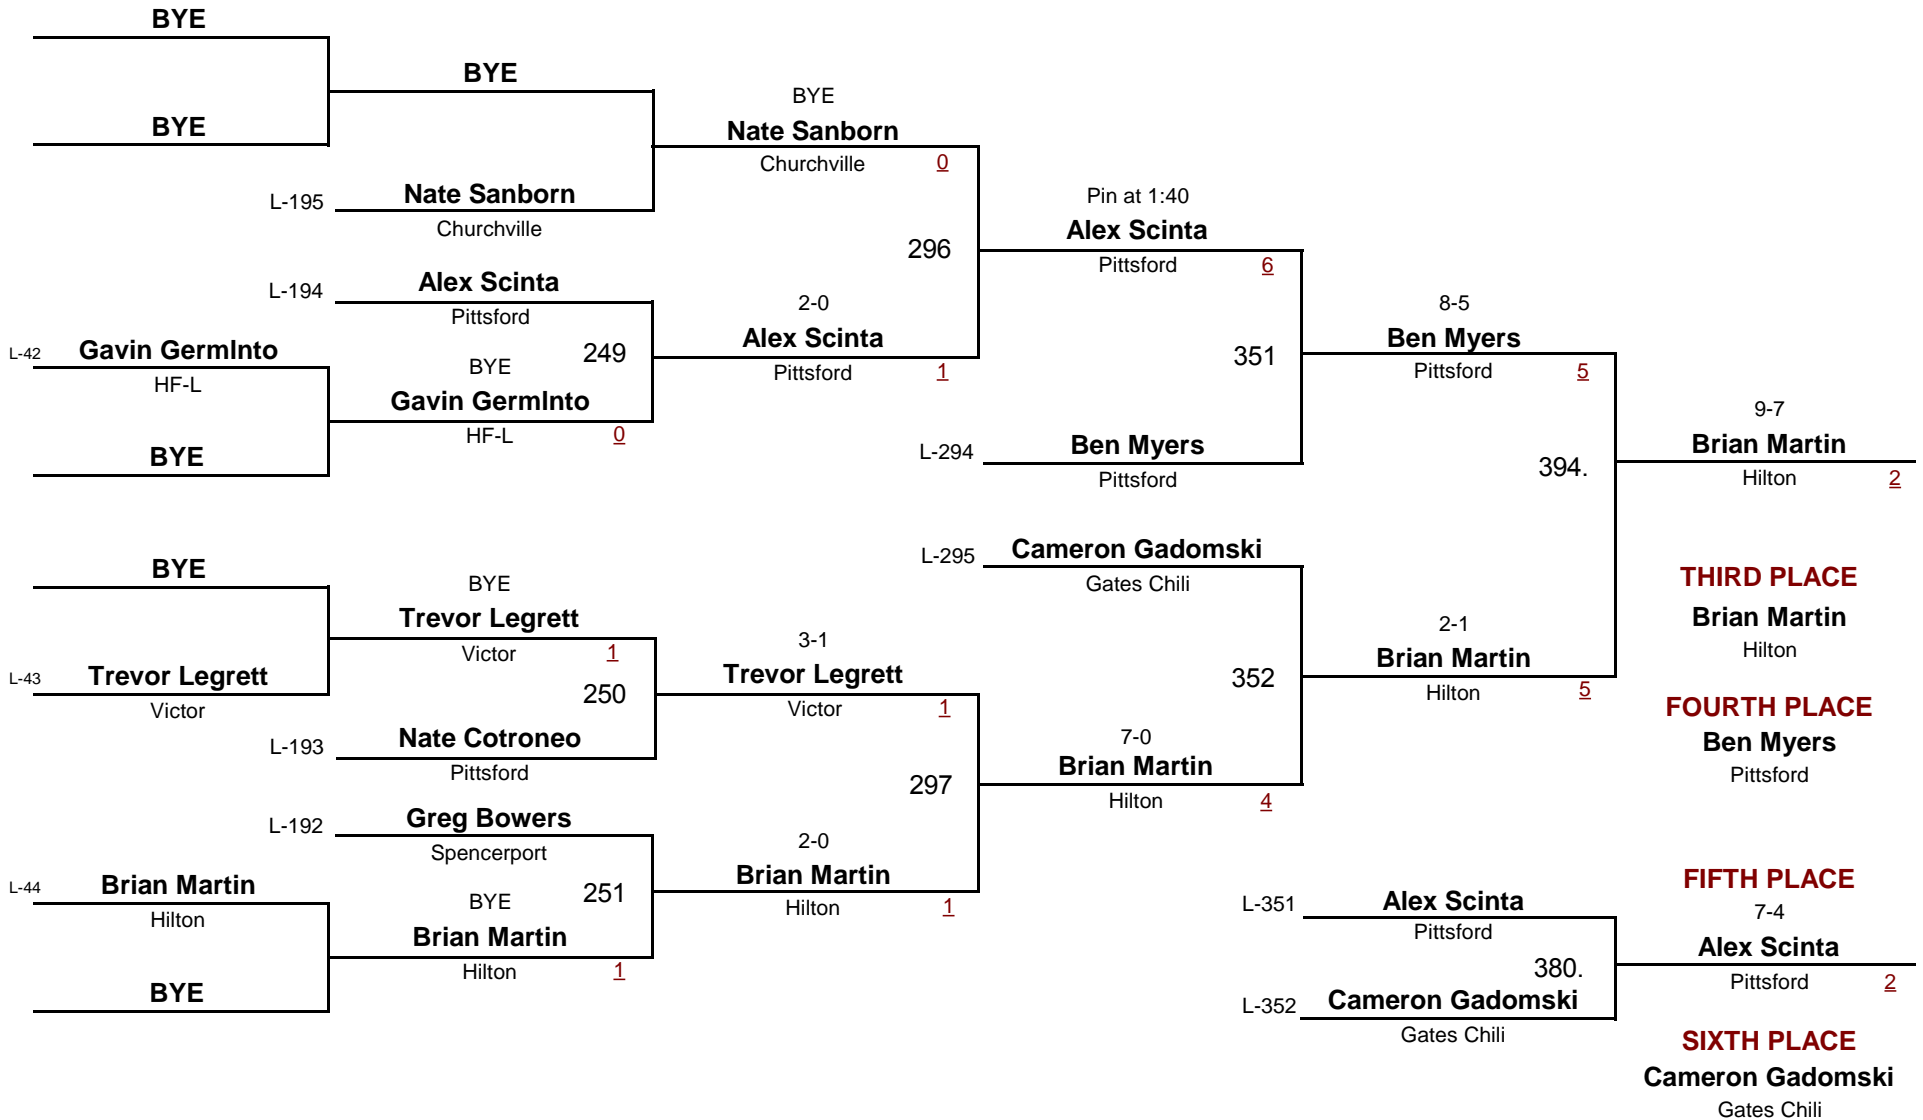 BYE
BYE
BYE
BYE
Nate Sanborn
Churchville
0
L-195
Nate Sanborn
Churchville
Pin at 1:40
Alex Scinta
Pittsford
6
296
L-194
Alex Scinta
Pittsford
2-0
Alex Scinta
Pittsford
1
8-5
Ben Myers
Pittsford
5
L-42
Gavin GermInto
HF-L
249
BYE
Gavin GermInto
HF-L
0
351
BYE
L-294
Ben Myers
Pittsford
9-7
Brian Martin
Hilton
2
394.
BYE
BYE
Trevor Legrett
Victor
1
L-295
Cameron Gadomski
Gates Chili
THIRD PLACE
Brian Martin
Hilton
L-43
Trevor Legrett
Victor
250
3-1
Trevor Legrett
Victor
1
352
2-1
Brian Martin
Hilton
5
L-193
Nate Cotroneo
Pittsford
7-0
Brian Martin
Hilton
4
FOURTH PLACE
Ben Myers
Pittsford
297
L-192
Greg Bowers
Spencerport
2-0
Brian Martin
Hilton
1
L-44
Brian Martin
Hilton
251
BYE
Brian Martin
Hilton
1
BYE
L-351
Alex Scinta
Pittsford
FIFTH PLACE
7-4
Alex Scinta
Pittsford
2
380.
L-352
Cameron Gadomski
Gates Chili
SIXTH PLACE
Cameron Gadomski
Gates Chili